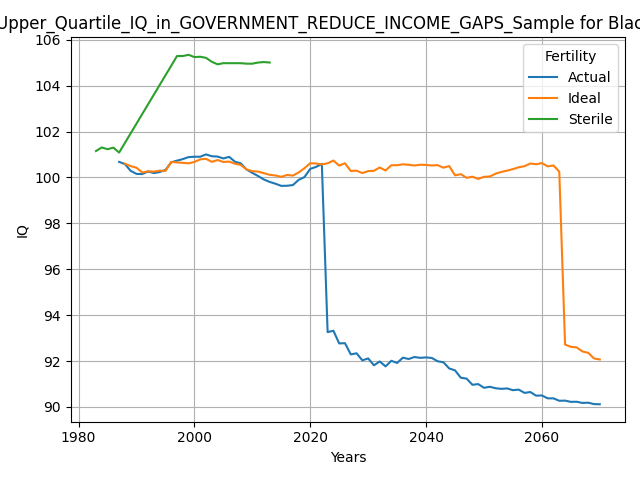 Upper_Quartile_IQ_in_GOVERNMENT_REDUCE_INCOME_GAPS_Sample for Blac
106
104
102
100
98
96
94
92
90
IQ
Fertility
Actual
Ideal
Sterile
1980
2000
2020
2040
2060
Years